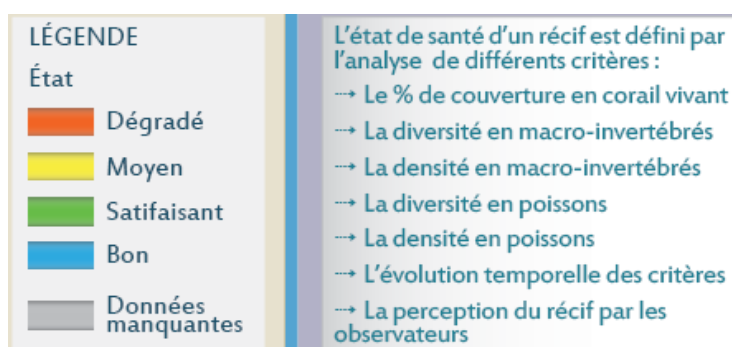 LÉGENDE
État
Dégradé
Moyen
Satifaisant
Bon
Données
manquantes
L'état de santé d'un récif est défini par
l'analyse de différents critères :
⇢ Le % de couverture en corail vivant
⇢ La diversité en macro-invertébrés
⇢ La densité en macro-invertébrés
⇢ La diversité en poissons
⇢ La densité en poissons
⇢ L'évolution temporelle des critères
⇢ La perception du récif par les
observateurs